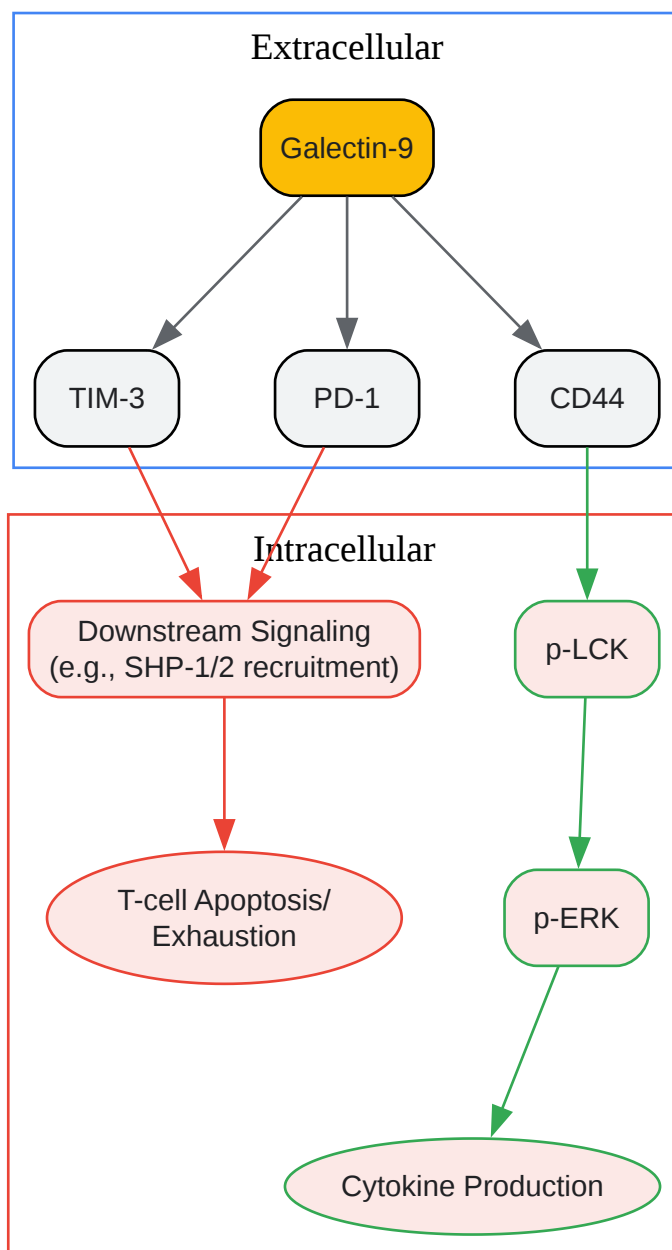 Extracellular
Galectin-9
TIM-3
PD-1
CD44
Intracellular
Downstream Signaling
(e.g., SHP-1/2 recruitment)
p-LCK
T-cell Apoptosis/
Exhaustion
p-ERK
Cytokine Production